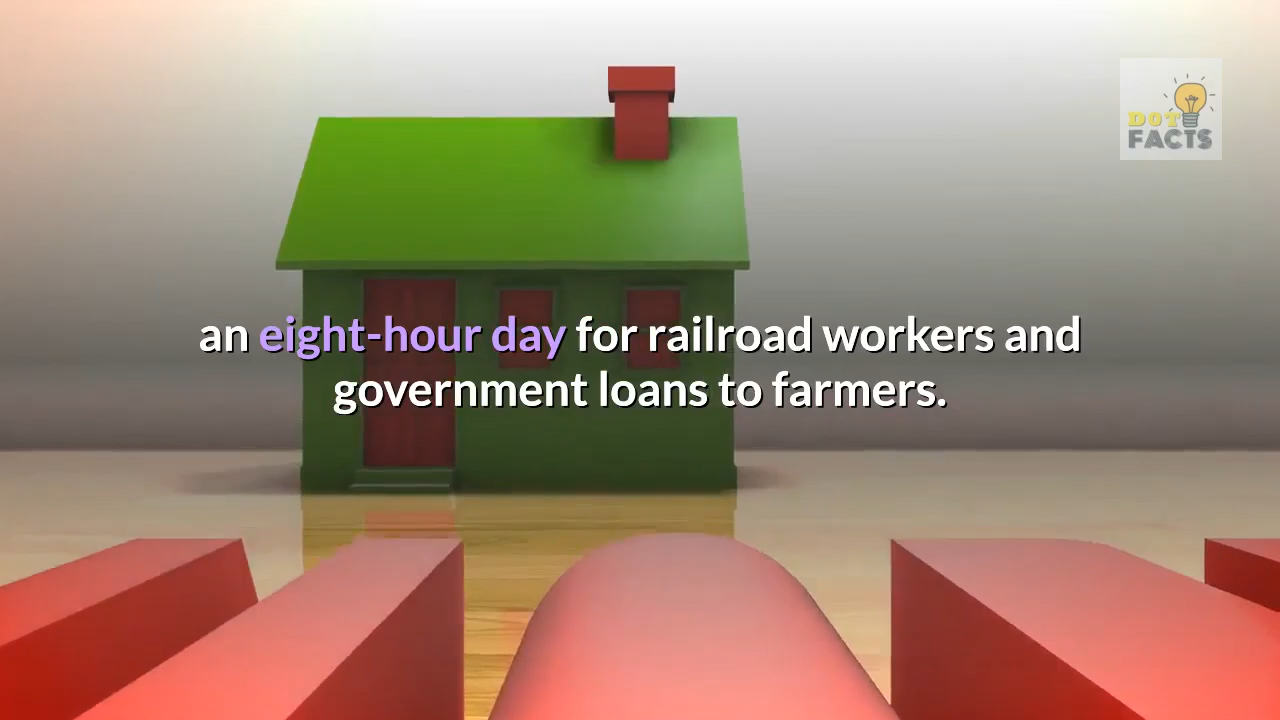 DOT
FACTS
an eight-hour day for railroad workers and
government loans to farmers.